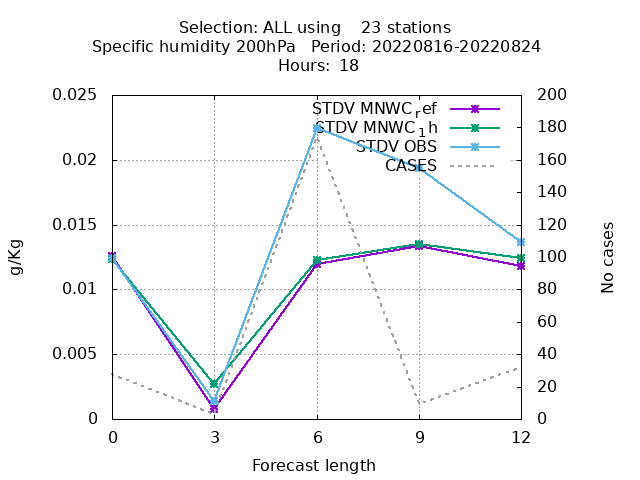 Selection: ALL using    23 stations
Specific humidity 200hPa   Period: 20220816-20220824
Hours:  18
STDV MNWC_ref
STDV MNWC_1h
STDV OBS
CASES
0.025
0.02
0.015
0.01
0.005
0
200
180
160
140
120
100
80
60
40
20
0
g/Kg
No cases
0 3 6 9 12
Forecast length